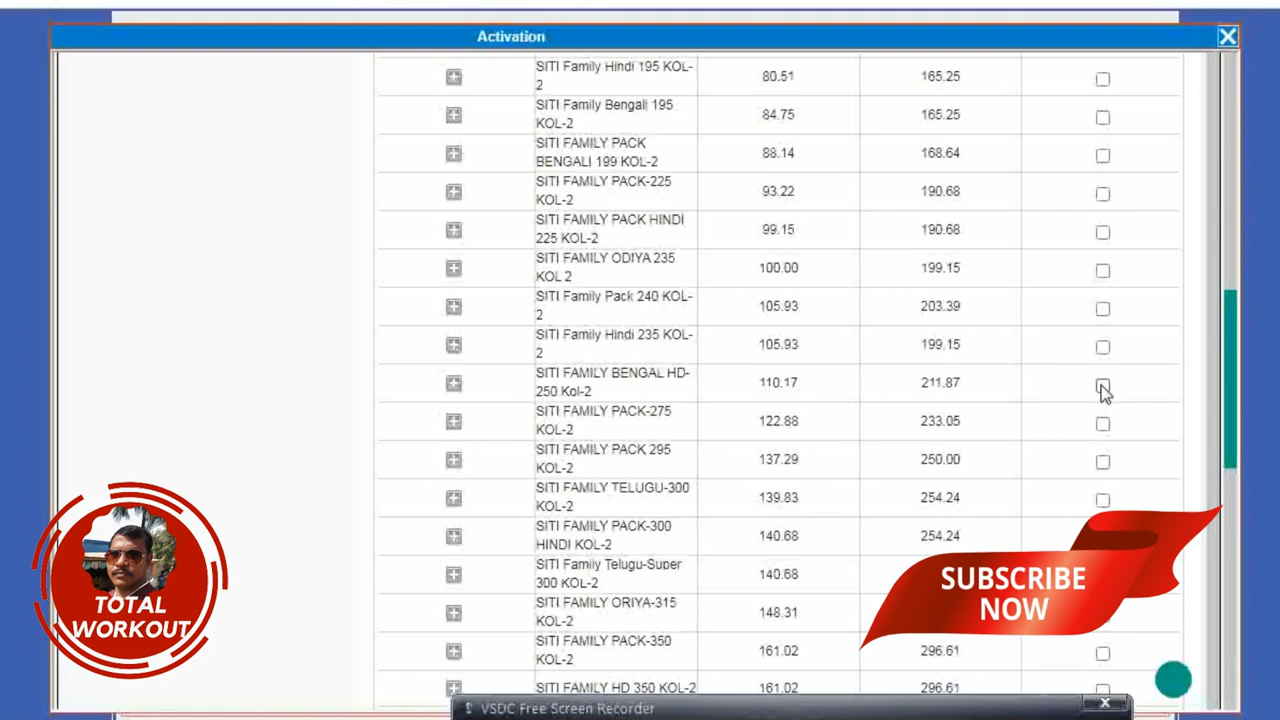 Activation
SITI Family Hindi 195 KOL-
2
80.51
165.25
SITI Family Bengali 195
KOL-2
84.75
165.25
SITI FAMILY PACK
BENGALI 199 KOL-2
88.14
168.64
SITI FAMILY PACK-225
KOL-2
93.22
190.68
SITI FAMILY PACK HINDI
225 KOL-2
99.15
190.68
SITI FAMILY ODIYA 235
KOL 2
100.00
199.15
SITI Family Pack 240 KOL-
2
105.93
203.39
SITI Family Hindi 235 KOL-
2
105.93
199.15
SITI FAMILY BENGAL HD-
250 Kol-2
110.17
211.87
SITI FAMILY PACK-275
KOL-2
122.88
233.05
SITI FAMILY PACK 295
KOL-2
137.29
250.00
SITI FAMILY TELUGU-300
KOL-2
139.83
254.24
SITI FAMILY PACK-300
HINDI KOL-2
140.68
254.24
SITI Family Telugu-Super
300 KOL-2
140.68
SITI FAMILY ORIYA-315
KOL-2
148.31
SITI FAMILY PACK-350
KOL-2
161.02
296.61
SITI FAMILY HD 350 KOL-2
161.02
296.61
TOTAL
WORKOUT
SUBSCRIBE
NOW
VSDC Free Screen Recorder